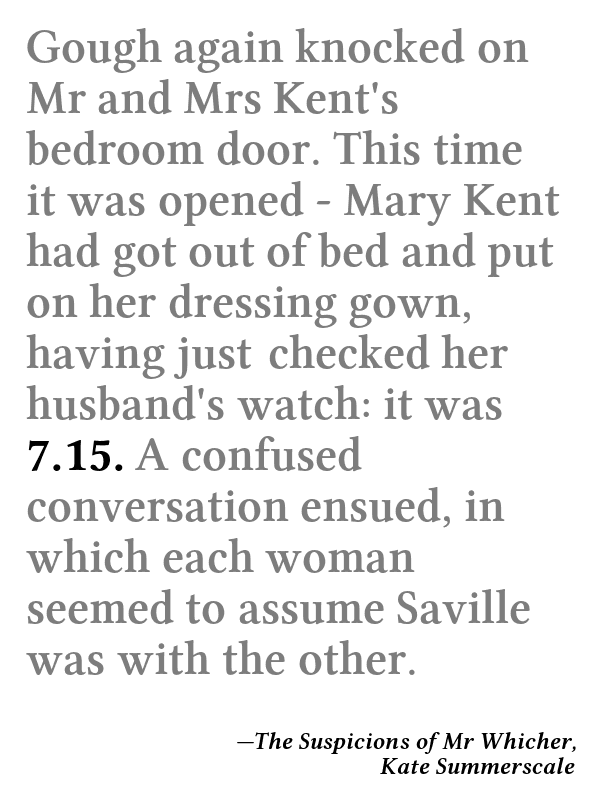 Gough again knocked on
Mr and Mrs Kent's
bedroom door. This time
it was opened - Mary Kent
had got out of bed and put
on her dressing gown,
having just checked her
husband's watch: it was
7.15. A confused
conversation ensued, in
which each woman
seemed to assume Saville
was with the other.
—The Suspicions of Mr Whicher,
Kate Summerscale